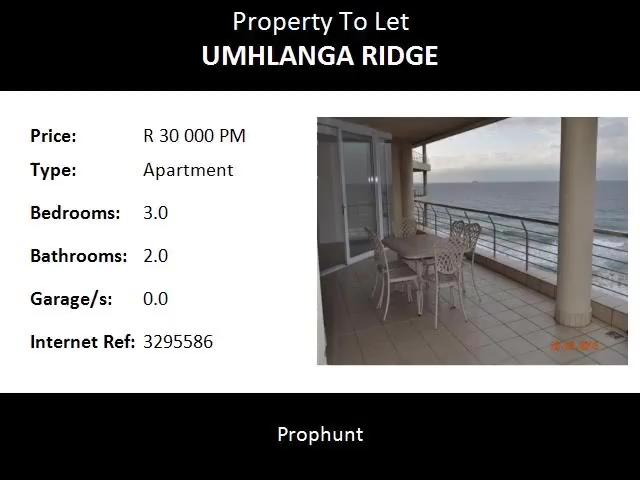 Property To Let
UMHLANGA RIDGE
Price: R 30 000 PM
Type: Apartment
Bedrooms: 3.0
Bathrooms: 2.0
Garage/s: 0.0
Internet Ref: 3295586
Prophunt